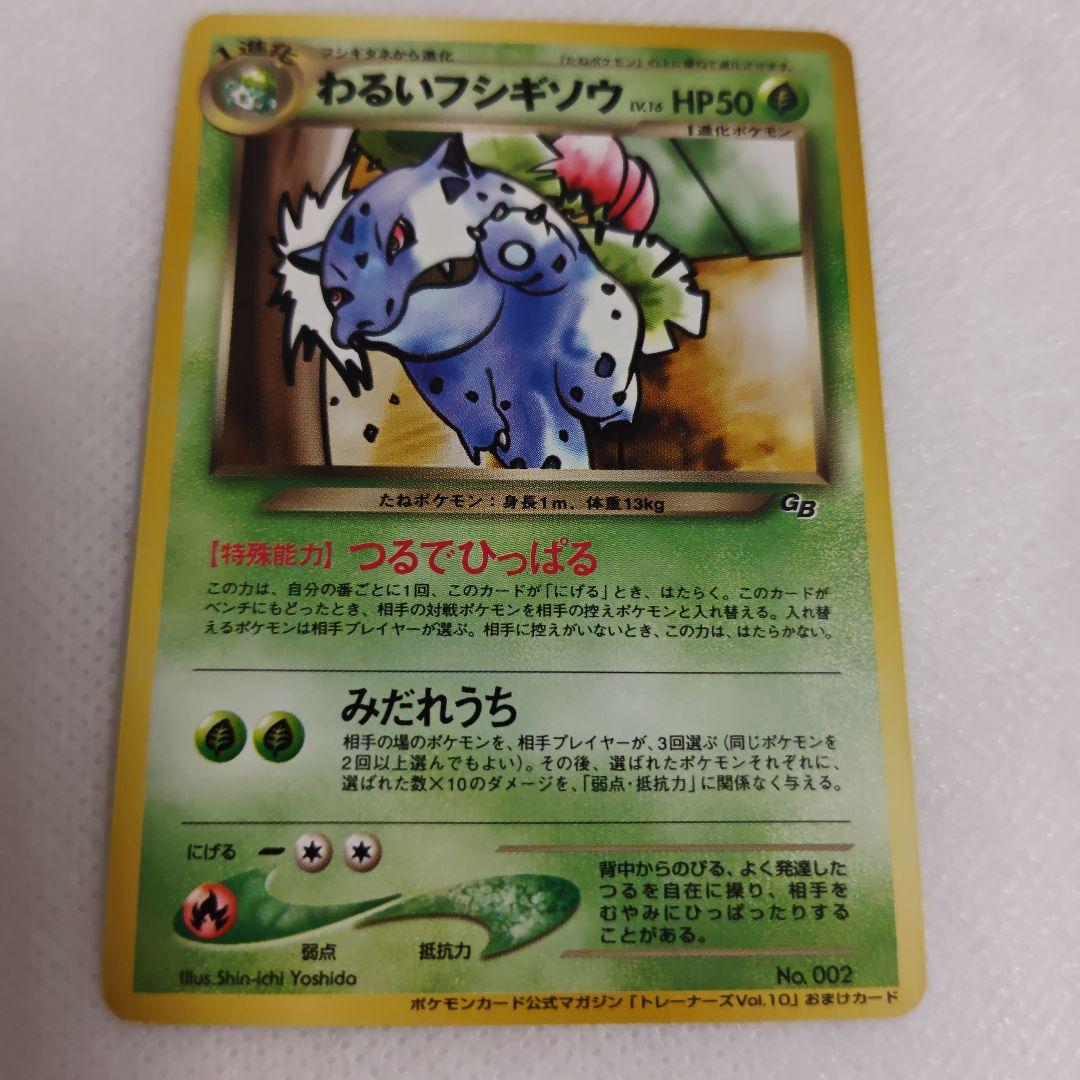 1進化
フシギダネから進化
「たねポケモン」の上に重ねて進化させます。
わるいフシギソウ LV.16 HP50
1進化ポケモン
たねポケモン：身長1m、体重13kg
GB
【特殊能力】つるでひっぱる
この力は、自分の番ごとに1回、このカードが「にげる」とき、はたらく。このカードが
ベンチにもどったとき、相手の対戦ポケモンを相手の控えポケモンと入れ替える。入れ替
えるポケモンは相手プレイヤーが選ぶ。相手に控えがいないとき、この力は、はたらかない。
みだれうち
相手の場のポケモンを、相手プレイヤーが、3回選ぶ（同じポケモンを
2回以上選んでもよい）。その後、選ばれたポケモンそれぞれに、
選ばれた数×10のダメージを、「弱点・抵抗力」に関係なく与える。
にげる
背中からのびる、よく発達した
つるを自在に操り、相手を
むやみにひっぱったりする
ことがある。
弱点 抵抗力
Illus.Shin-ichi Yoshida
No.002
ポケモンカード公式マガジン「トレーナーズVol.10」おまけカード